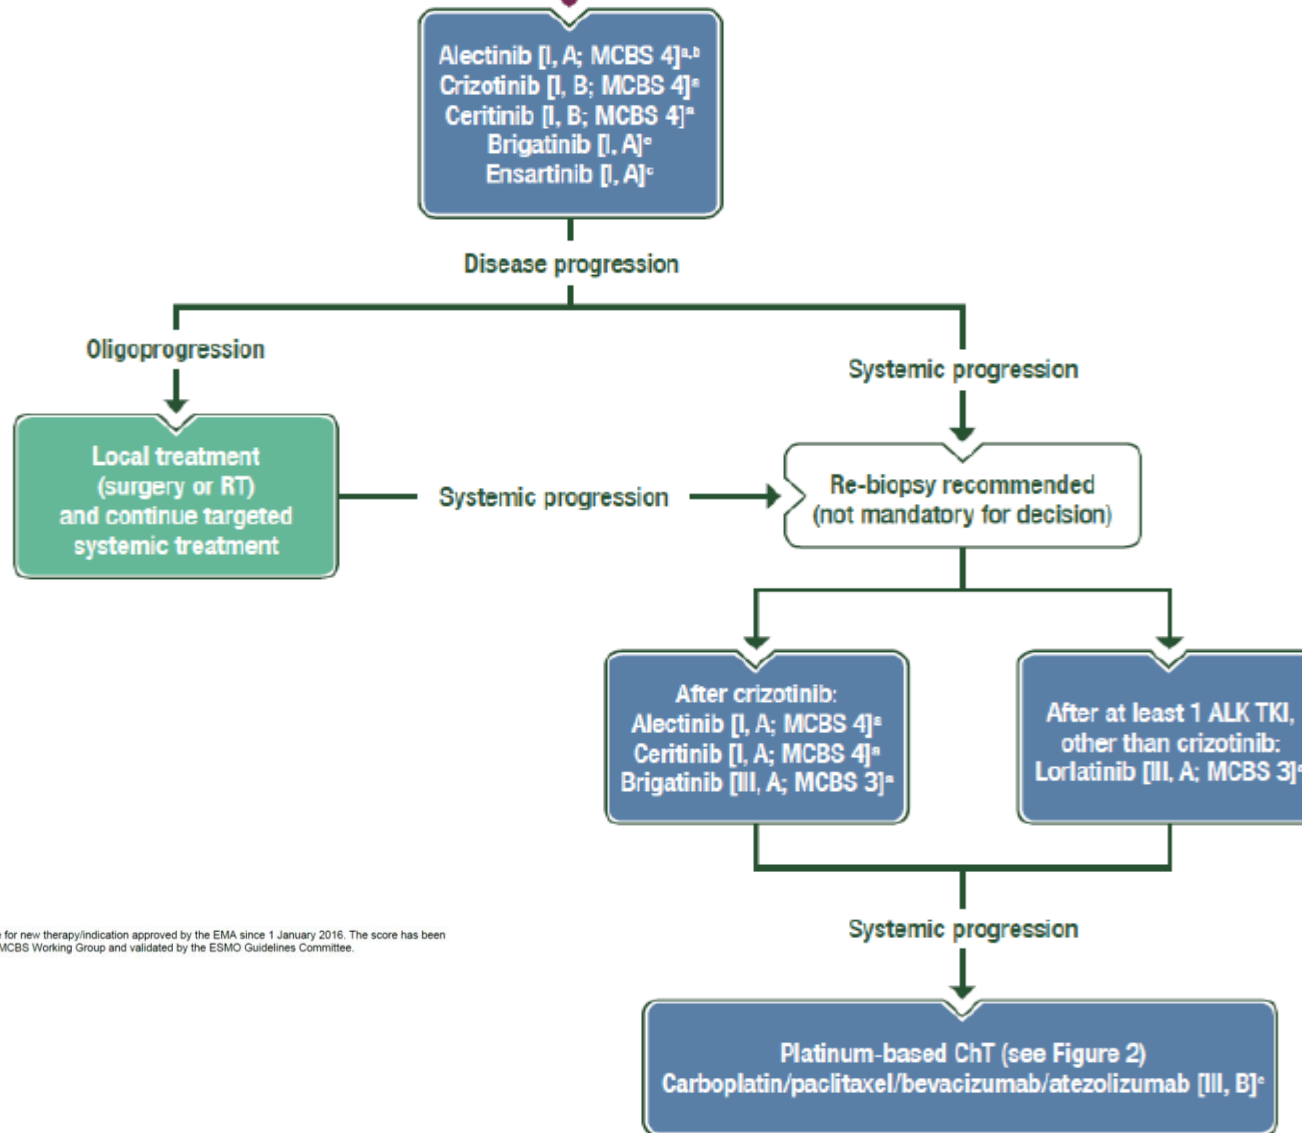 Alectinib [I, A; MCBS 4]a,b
Crizotinib [I, B; MCBS 4]a
Ceritinib [I, B; MCBS 4]a
Brigatinib [I, A]c
Ensartinib [I, A]c
Disease progression
Oligoprogression
Systemic progression
Local treatment
(surgery or RT)
and continue targeted
systemic treatment
Systemic progression
Re-biopsy recommended
(not mandatory for decision)
After crizotinib:
Alectinib [I, A; MCBS 4]a
Ceritinib [I, A; MCBS 4]a
Brigatinib [III, A; MCBS 3]a
After at least 1 ALK TKI,
other than crizotinib:
Lorlatinib [III, A; MCBS 3]
for new therapy/indication approved by the EMA since 1 January 2016. The score has been
MCBS Working Group and validated by the ESMO Guidelines Committee.
Systemic progression
Platinum-based ChT (see Figure 2)
Carboplatin/paclitaxel/bevacizumab/atezolizumab [III, B]c